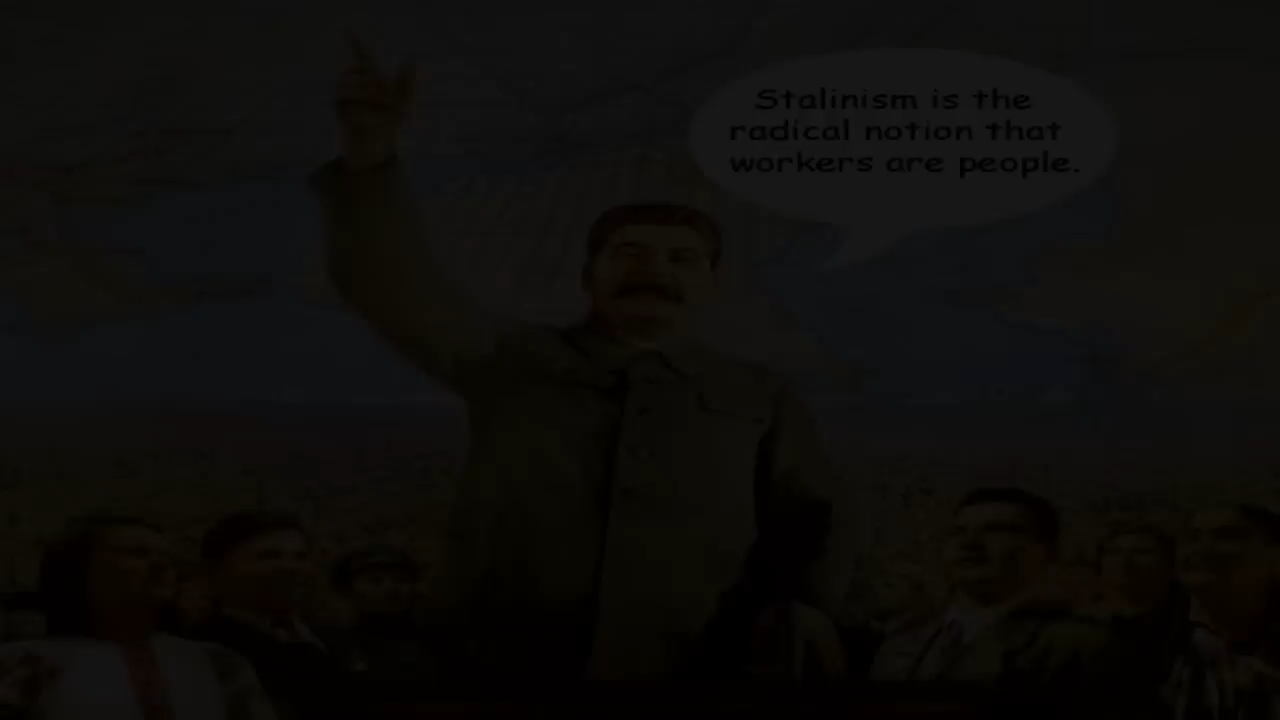 Stalinism is the
radical notion that
workers are people.